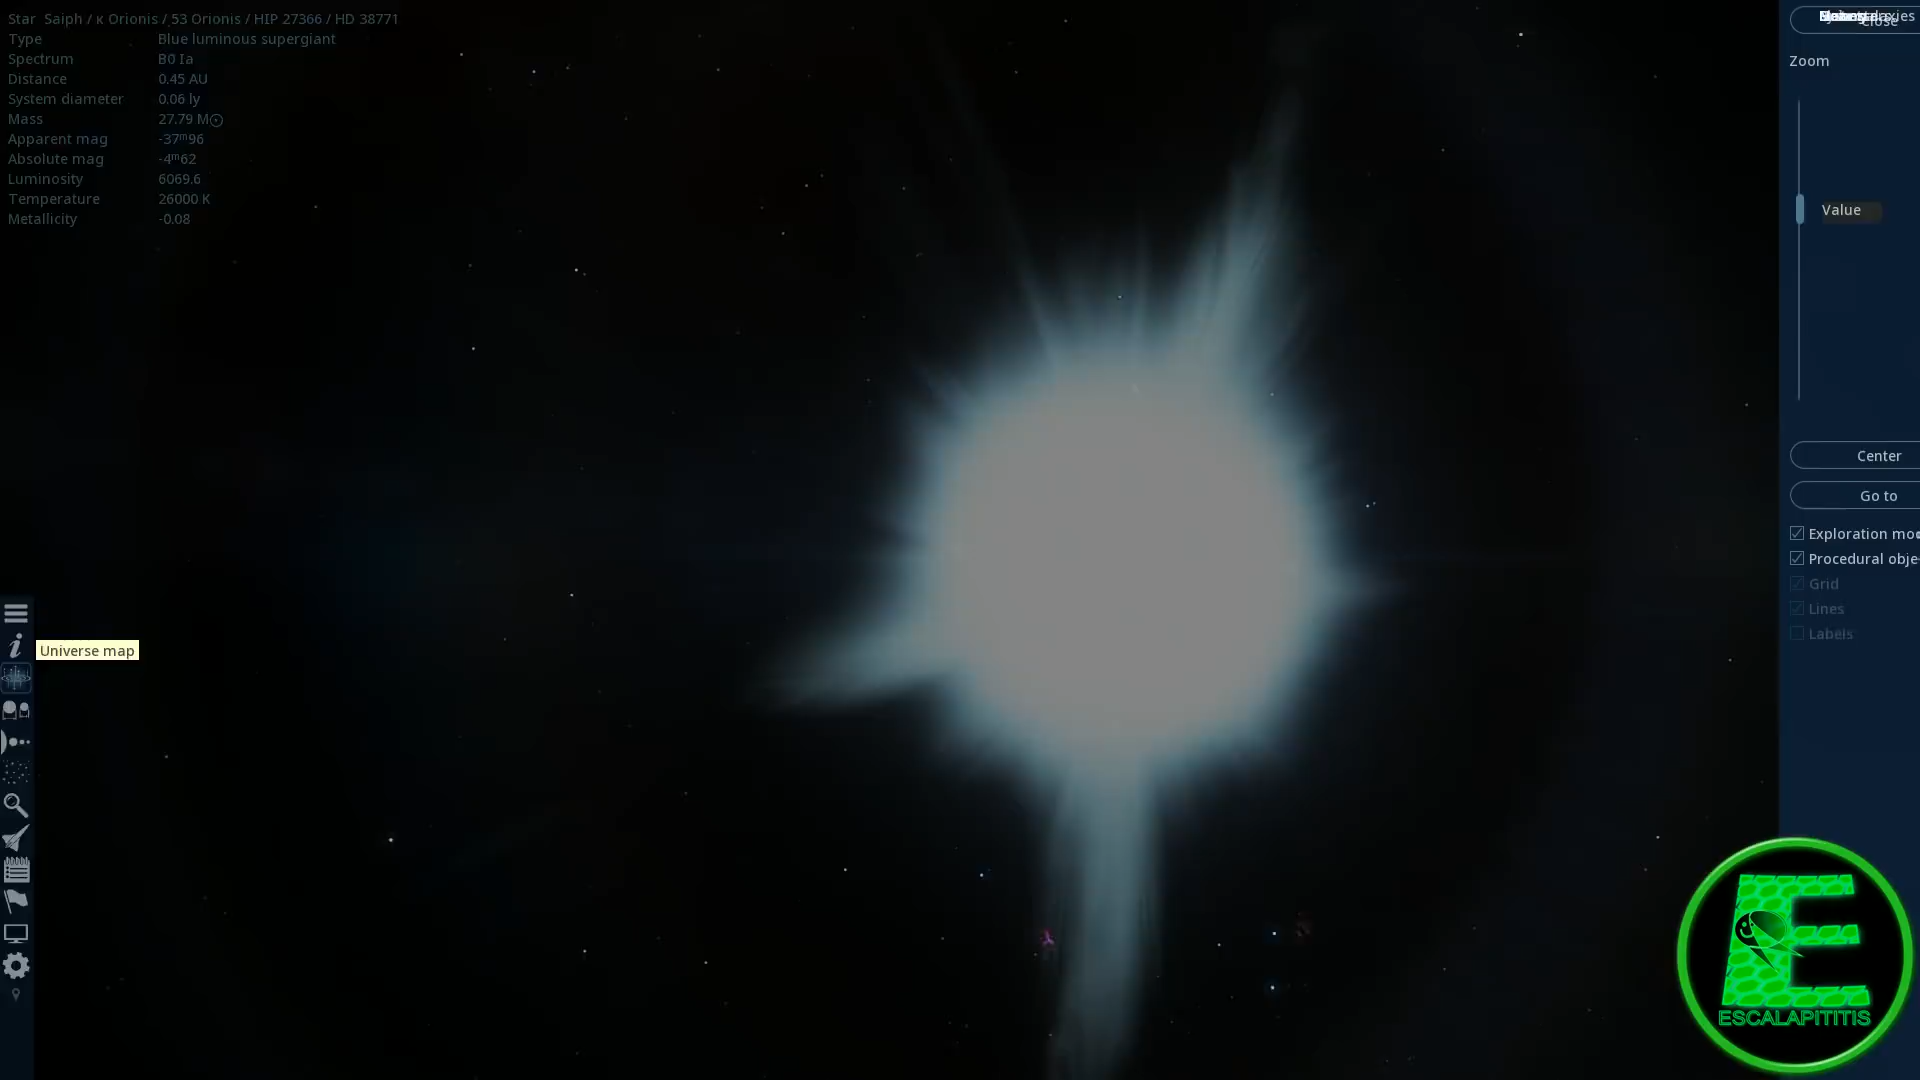 Star Saiph / κ Orionis / 53 Orionis / HIP 27366 / HD 38771
Type Blue luminous supergiant
Spectrum B0 Ia
Distance 0.45 AU
System diameter 0.06 ly
Mass 27.79 M☉
Apparent mag -37ᵐ96
Absolute mag -4ᵐ62
Luminosity 6069.6
Temperature 26000 K
Metallicity -0.08
Universe map
Close
Zoom
Value
Center
Go to
Exploration mo
Procedural obje
Grid
Lines
Labels
E
ESCALAPITITIS